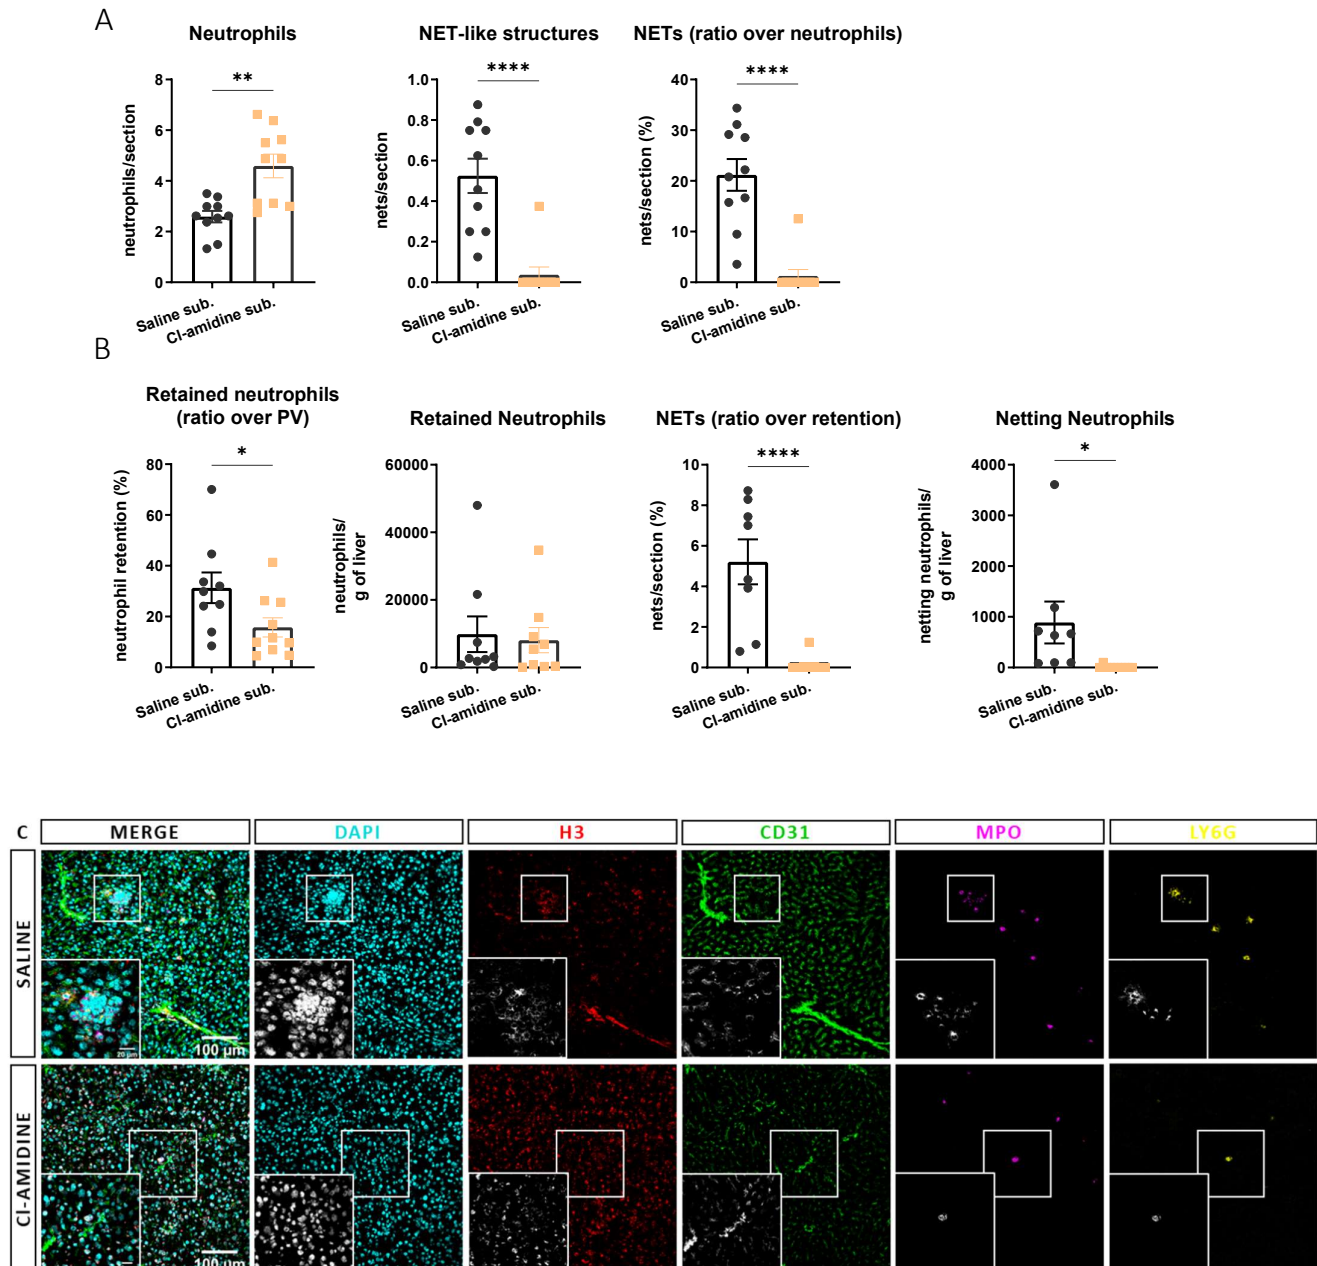 A
Neutrophils
NET-like structures
NETs (ratio over neutrophils)
**
****
****
neutrophils/section
8
6
4
2
0
Saline sub.
Cl-amidine sub.
nets/section
1.0
0.8
0.6
0.4
0.2
0.0
Saline sub.
Cl-amidine sub.
nets/section (%)
40
30
20
10
0
Saline sub.
Cl-amidine sub.
B
Retained neutrophils
(ratio over PV)
Retained Neutrophils
NETs (ratio over retention)
Netting Neutrophils
*
****
*
neutrophil retention (%)
80
60
40
20
0
Saline sub.
Cl-amidine sub.
neutrophils/
g of liver
60000
40000
20000
0
Saline sub.
Cl-amidine sub.
nets/section (%)
10
8
6
4
2
0
Saline sub.
Cl-amidine sub.
netting neutrophils/
g of liver
4000
3000
2000
1000
0
Saline sub.
Cl-amidine sub.
C
MERGE
DAPI
H3
CD31
MPO
LY6G
SALINE
20 µm
100 µm
Cl-AMIDINE
100 µm